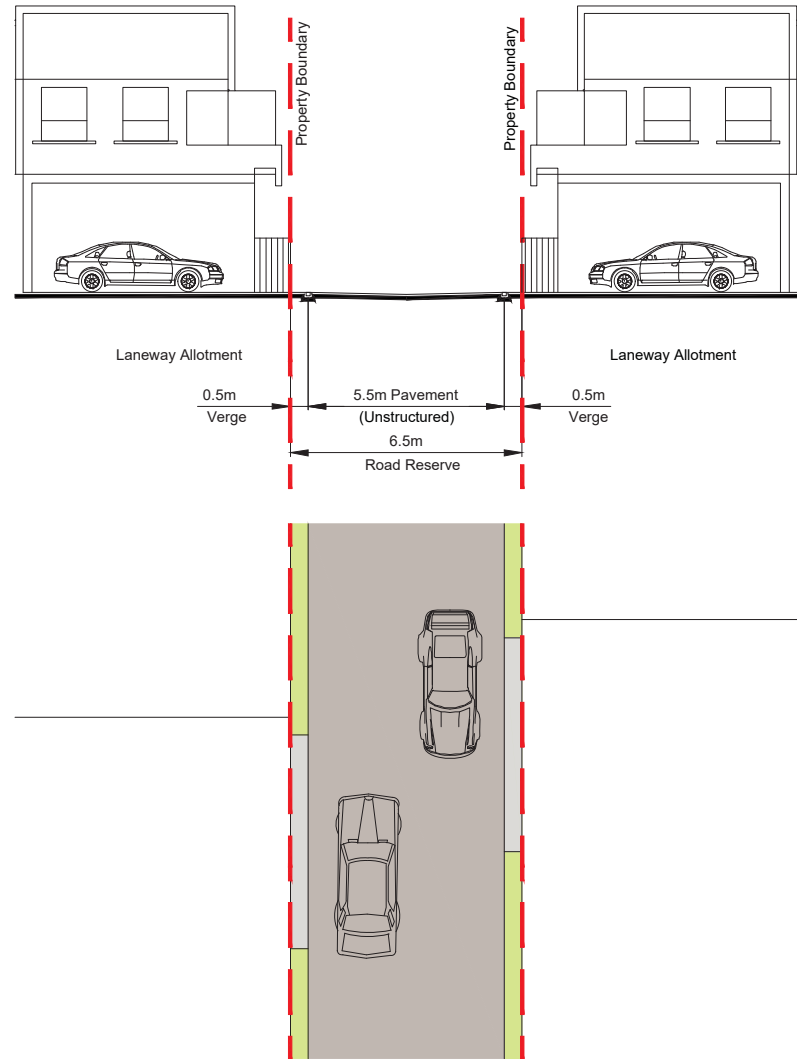 Property Boundary
Property Boundary
Laneway Allotment
Laneway Allotment
0.5m
Verge
5.5m Pavement
(Unstructured)
0.5m
Verge
6.5m
Road Reserve